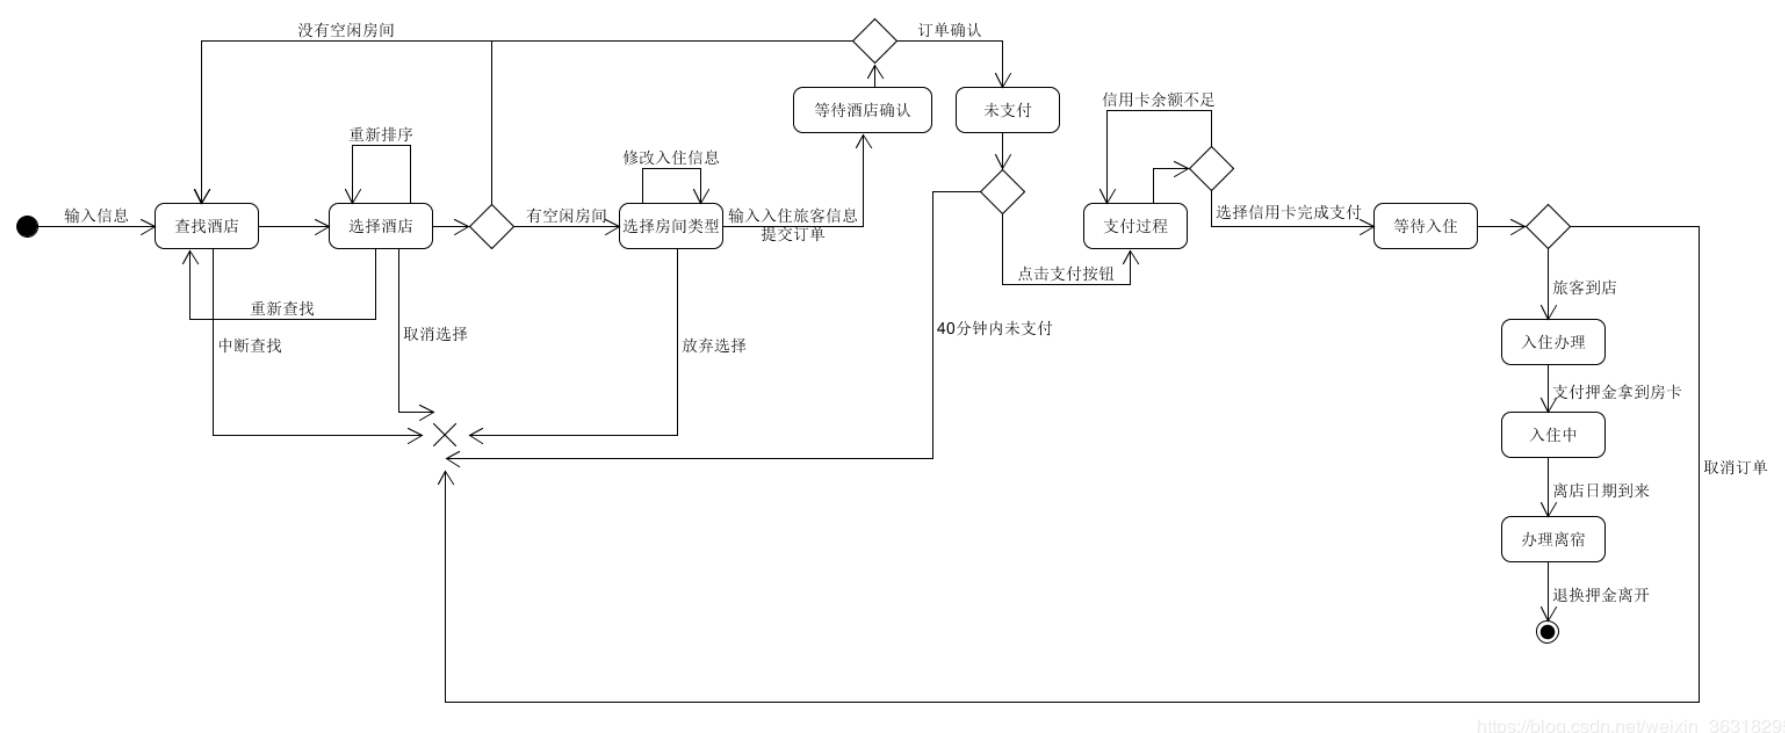 没有空闲房间
订单确认
等待酒店确认
未支付
信用卡余额不足
重新排序
修改入住信息
输入信息
查找酒店
选择酒店
有空闲房间
选择房间类型
输入入住旅客信息
提交订单
支付过程
选择信用卡完成支付
等待入住
点击支付按钮
旅客到店
重新查找
取消选择
40分钟内未支付
中断查找
放弃选择
入住办理
支付押金拿到房卡
入住中
取消订单
离店日期到来
办理离宿
退换押金离开
https://blog.csdn.net/weixin_36318295